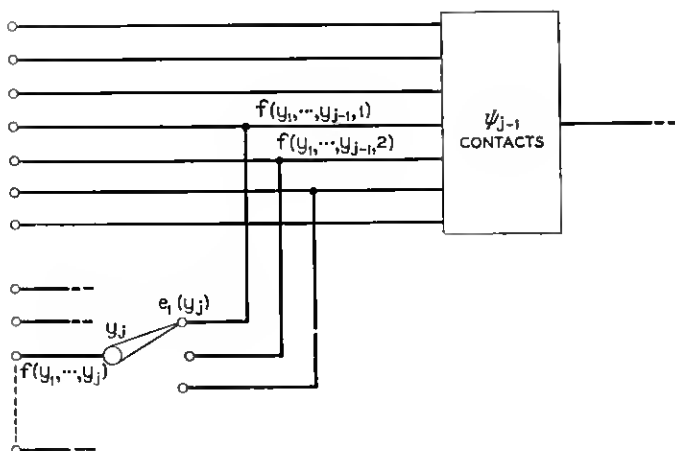 f(y₁,···,yⱼ₋₁,1)
f(y₁,···,yⱼ₋₁,2)
ψⱼ₋₁
CONTACTS
e₁(yⱼ)
yⱼ
f(y₁,···,yⱼ)